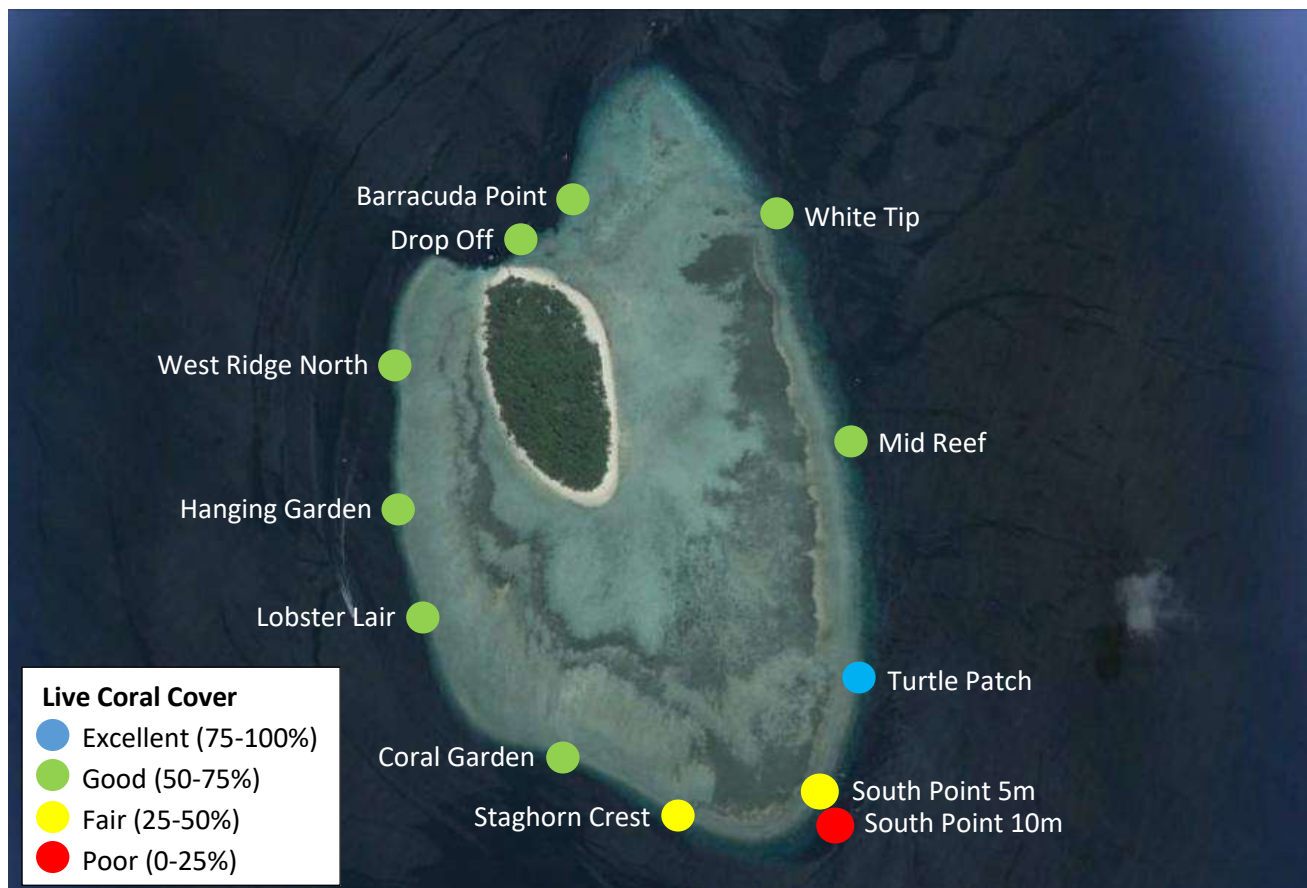 Barracuda Point
White Tip
Drop Off
West Ridge North
Mid Reef
Hanging Garden
Lobster Lair
Turtle Patch
Coral Garden
South Point 5m
Staghorn Crest
South Point 10m
Live Coral Cover
Excellent (75-100%)
Good (50-75%)
Fair (25-50%)
Poor (0-25%)